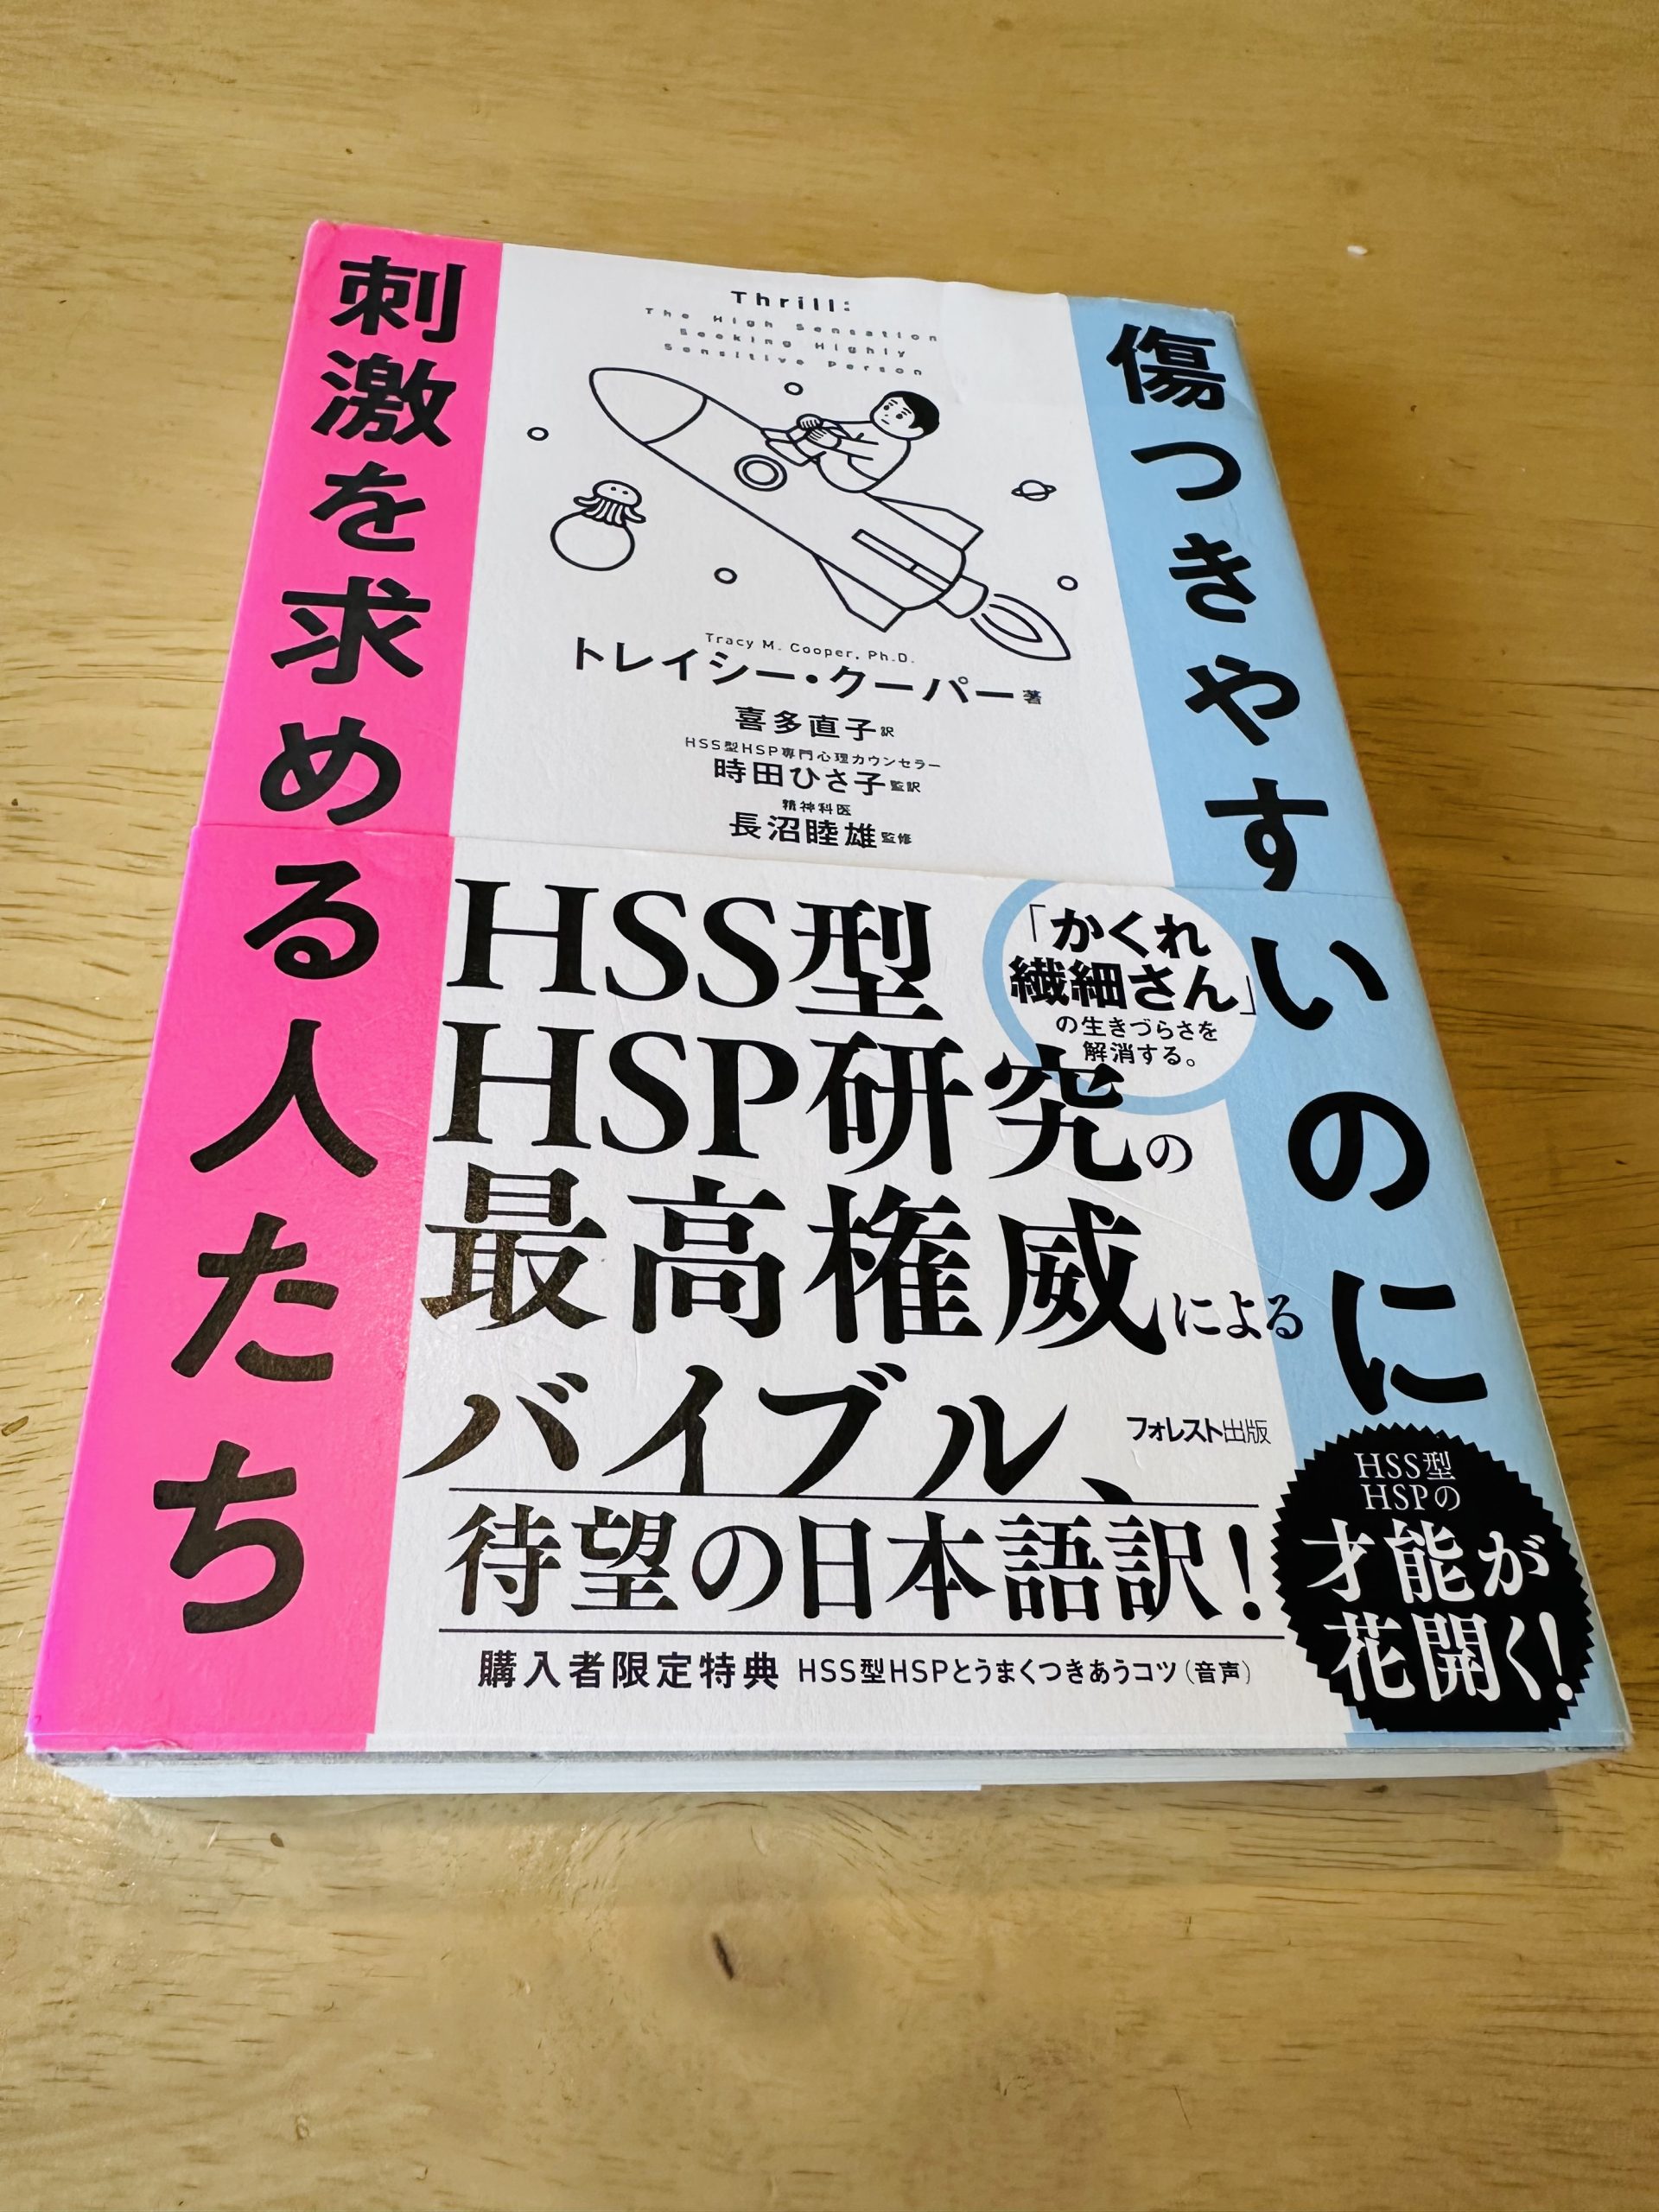 傷つきやすいのに
刺激を求める人たち
Thrill:
The High Sensation
Seeking Highly
Sensitive Person
Tracy M. Cooper, Ph.D.
トレイシー・クーパー 著
喜多直子 訳
HSS型HSP専門心理カウンセラー
時田ひさ子 監訳
精神科医
長沼睦雄 監修
「かくれ
繊細さん」
の生きづらさを
解消する。
HSS型
HSP研究の
最高権威による
バイブル、
フォレスト出版
待望の日本語訳！
購入者限定特典 HSS型HSPとうまくつきあうコツ（音声）
HSS型
HSPの
才能が
花開く！